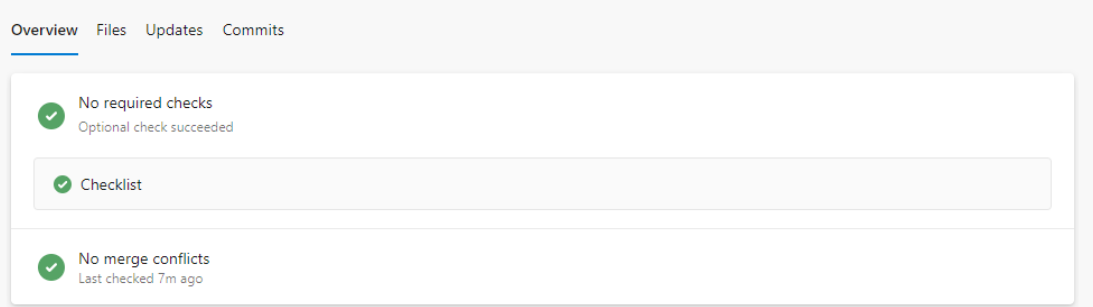 Overview Files Updates Commits
No required checks
Optional check succeeded
Checklist
No merge conflicts
Last checked 7m ago